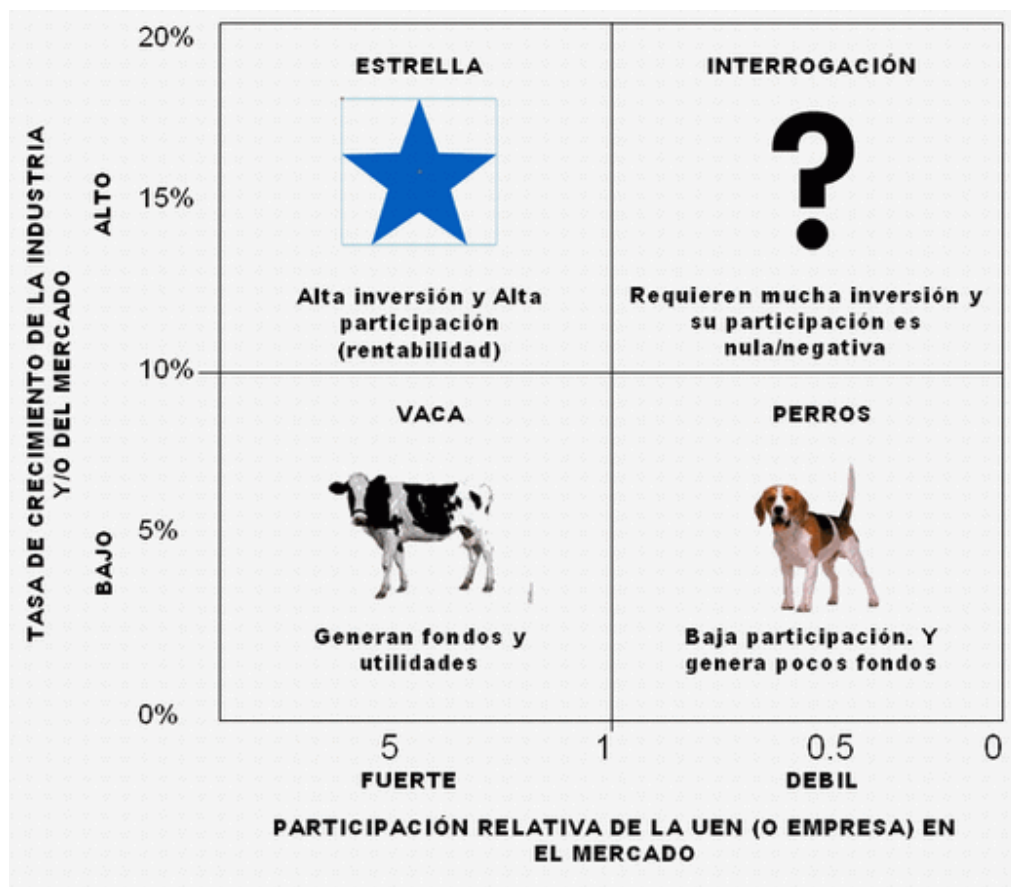 20%
ESTRELLA
INTERROGACIÓN
?
15%
ALTO
TASA DE CRECIMIENTO DE LA INDUSTRIA
Y/O DEL MERCADO
Alta inversión y Alta
participación
(rentabilidad)
Requieren mucha inversión y
su participación es
nula/negativa
10%
VACA
PERROS
5%
BAJO
Generan fondos y
utilidades
Baja participación. Y
genera pocos fondos
0%
5
1
0.5
0
FUERTE
DEBIL
PARTICIPACIÓN RELATIVA DE LA UEN (O EMPRESA) EN
EL MERCADO